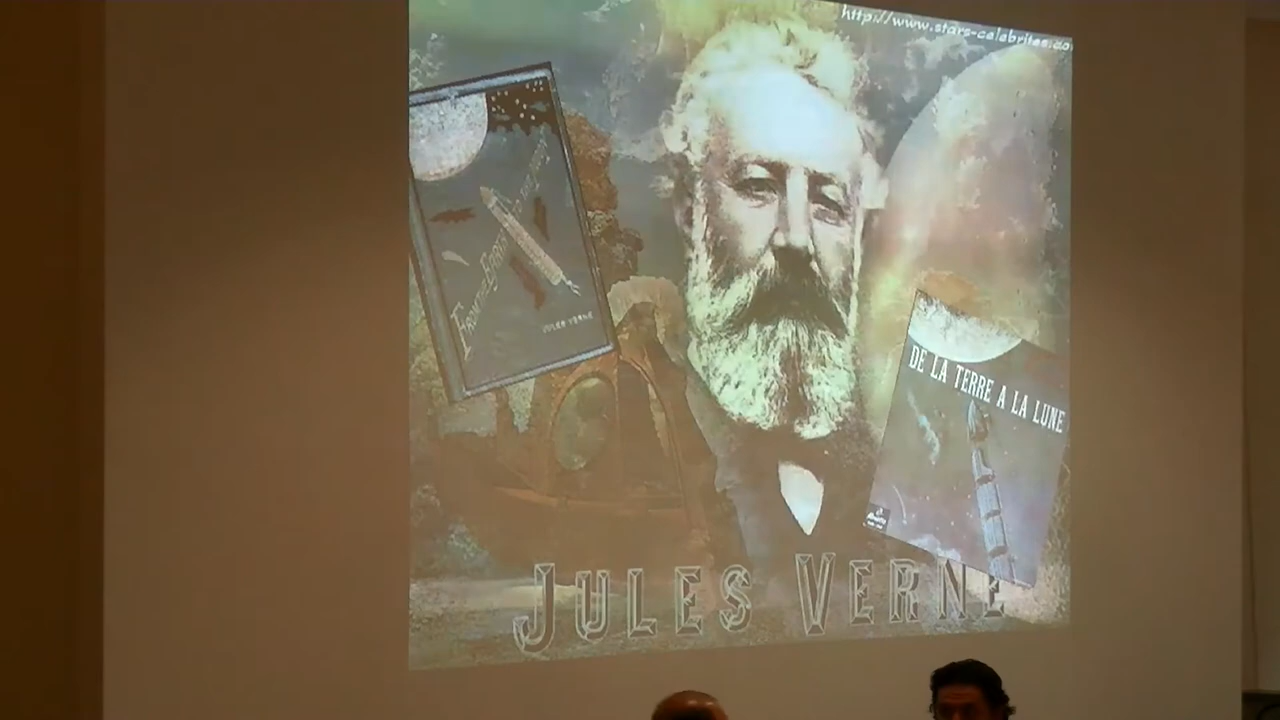 http://www.stars-celebrites.co
JULES VERNE
DE LA TERRE A LA LUNE
JULES VERNE